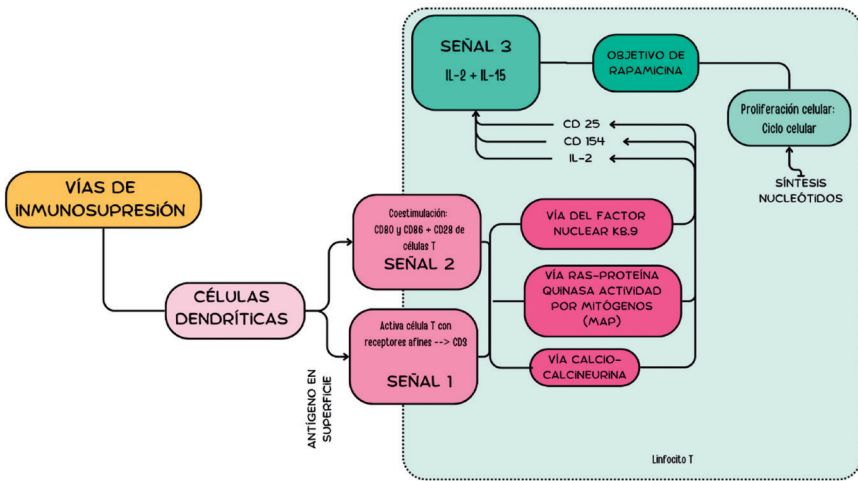 VÍAS DE
INMUNOSUPRESIÓN
CÉLULAS
DENDRÍTICAS
ANTÍGENO EN
SUPERFICIE
Coestimulación:
CD80 y CD86 + CD28 de
células T
SEÑAL 2
Activa célula T con
receptores afines --> CD3
SEÑAL 1
SEÑAL 3
IL-2 + IL-15
CD 25
CD 154
IL-2
VÍA DEL FACTOR
NUCLEAR KB.9
VÍA RAS-PROTEÍNA
QUINASA ACTIVIDAD
POR MITÓGENOS
(MAP)
VÍA CALCIO-
CALCINEURINA
OBJETIVO DE
RAPAMICINA
Proliferación celular:
Ciclo celular
SÍNTESIS
NUCLEÓTIDOS
Linfocito T